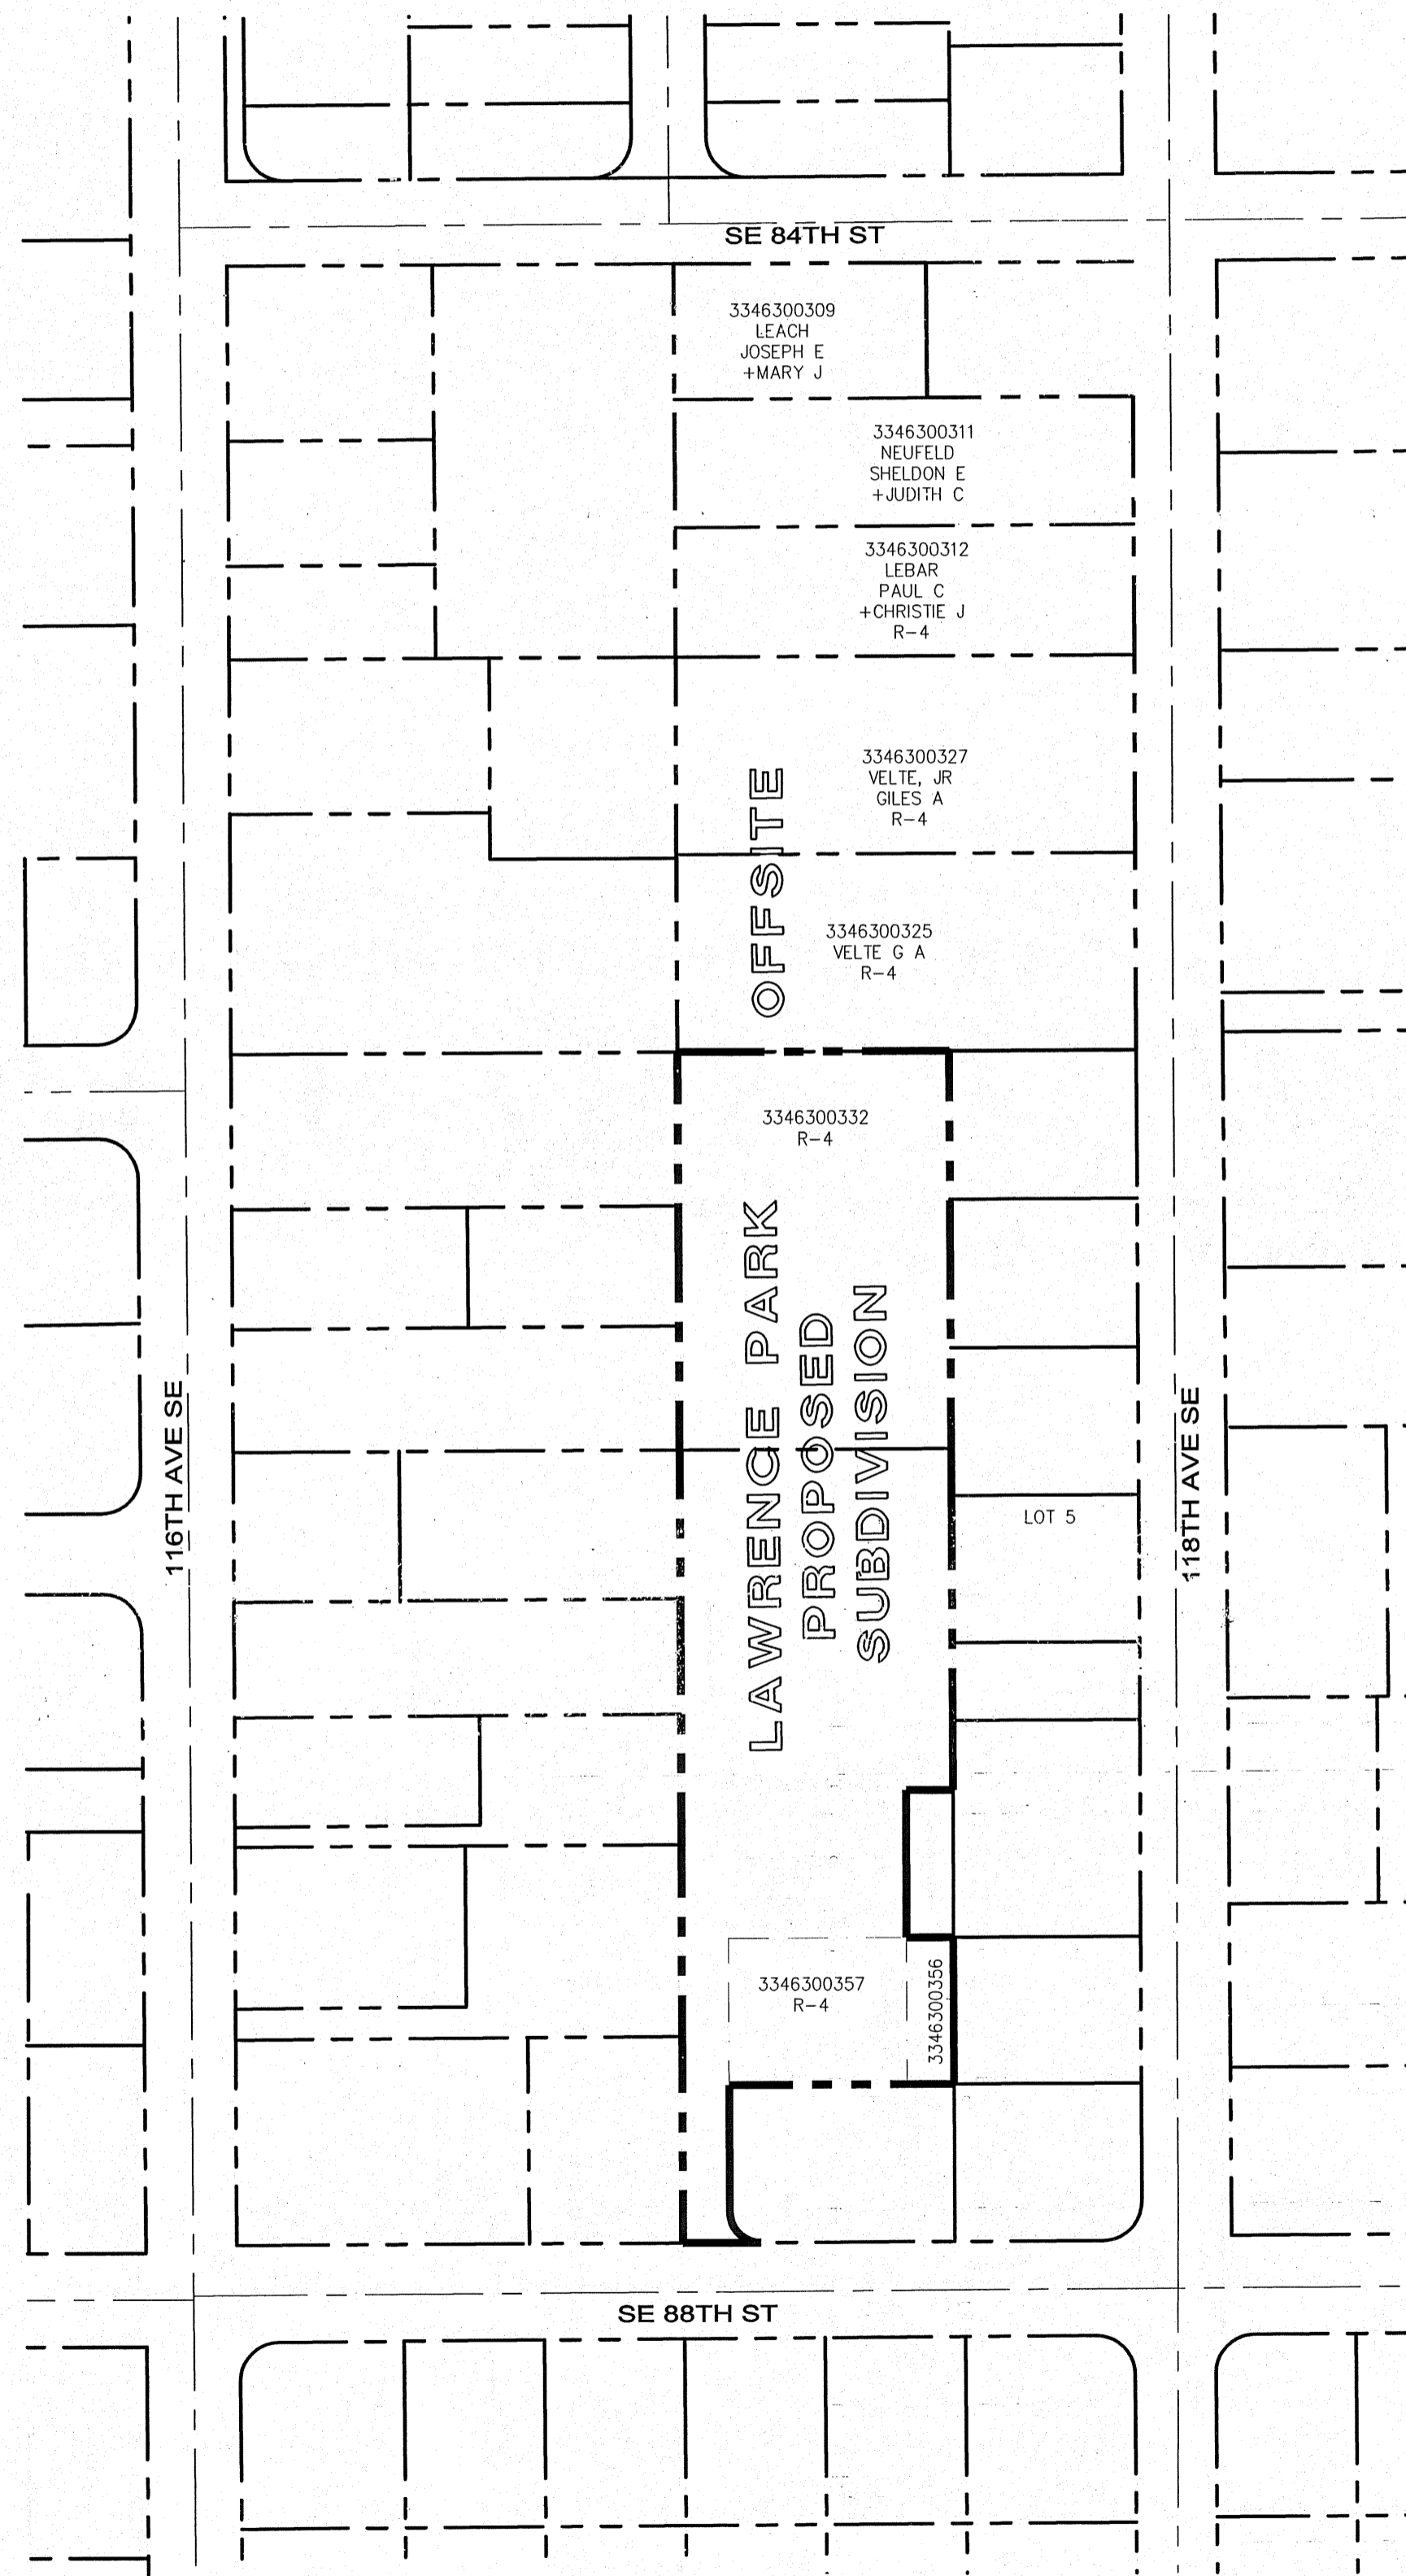 SE 84TH ST
3346300309
LEACH
JOSEPH E
+MARY J
3346300311
NEUFELD
SHELDON E
+JUDITH C
3346300312
LEBAR
PAUL C
+CHRISTIE J
R-4
3346300327
VELTE, JR
GILES A
R-4
OFFSITE
3346300325
VELTE G A
R-4
3346300332
R-4
LAWRENCE PARK
PROPOSED
SUBDIVISION
116TH AVE SE
118TH AVE SE
LOT 5
3346300357
R-4
3346300356
SE 88TH ST